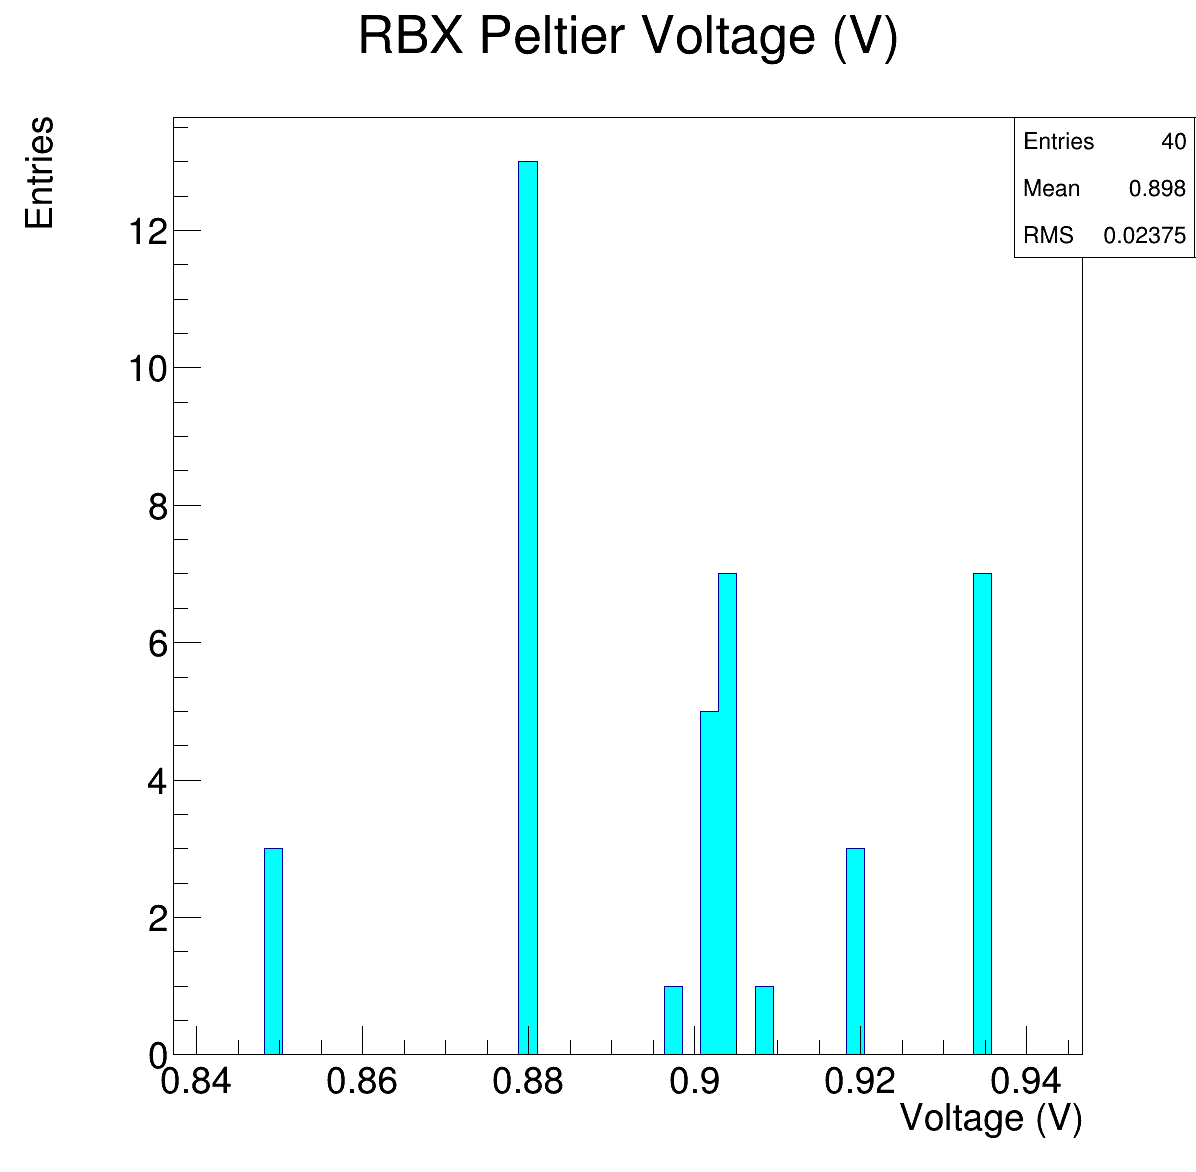 RBX Peltier Voltage (V)
Entries
Entries 40
Mean 0.898
RMS 0.02375
12
10
8
6
4
2
0
0.84 0.86 0.88 0.9 0.92 0.94
Voltage (V)